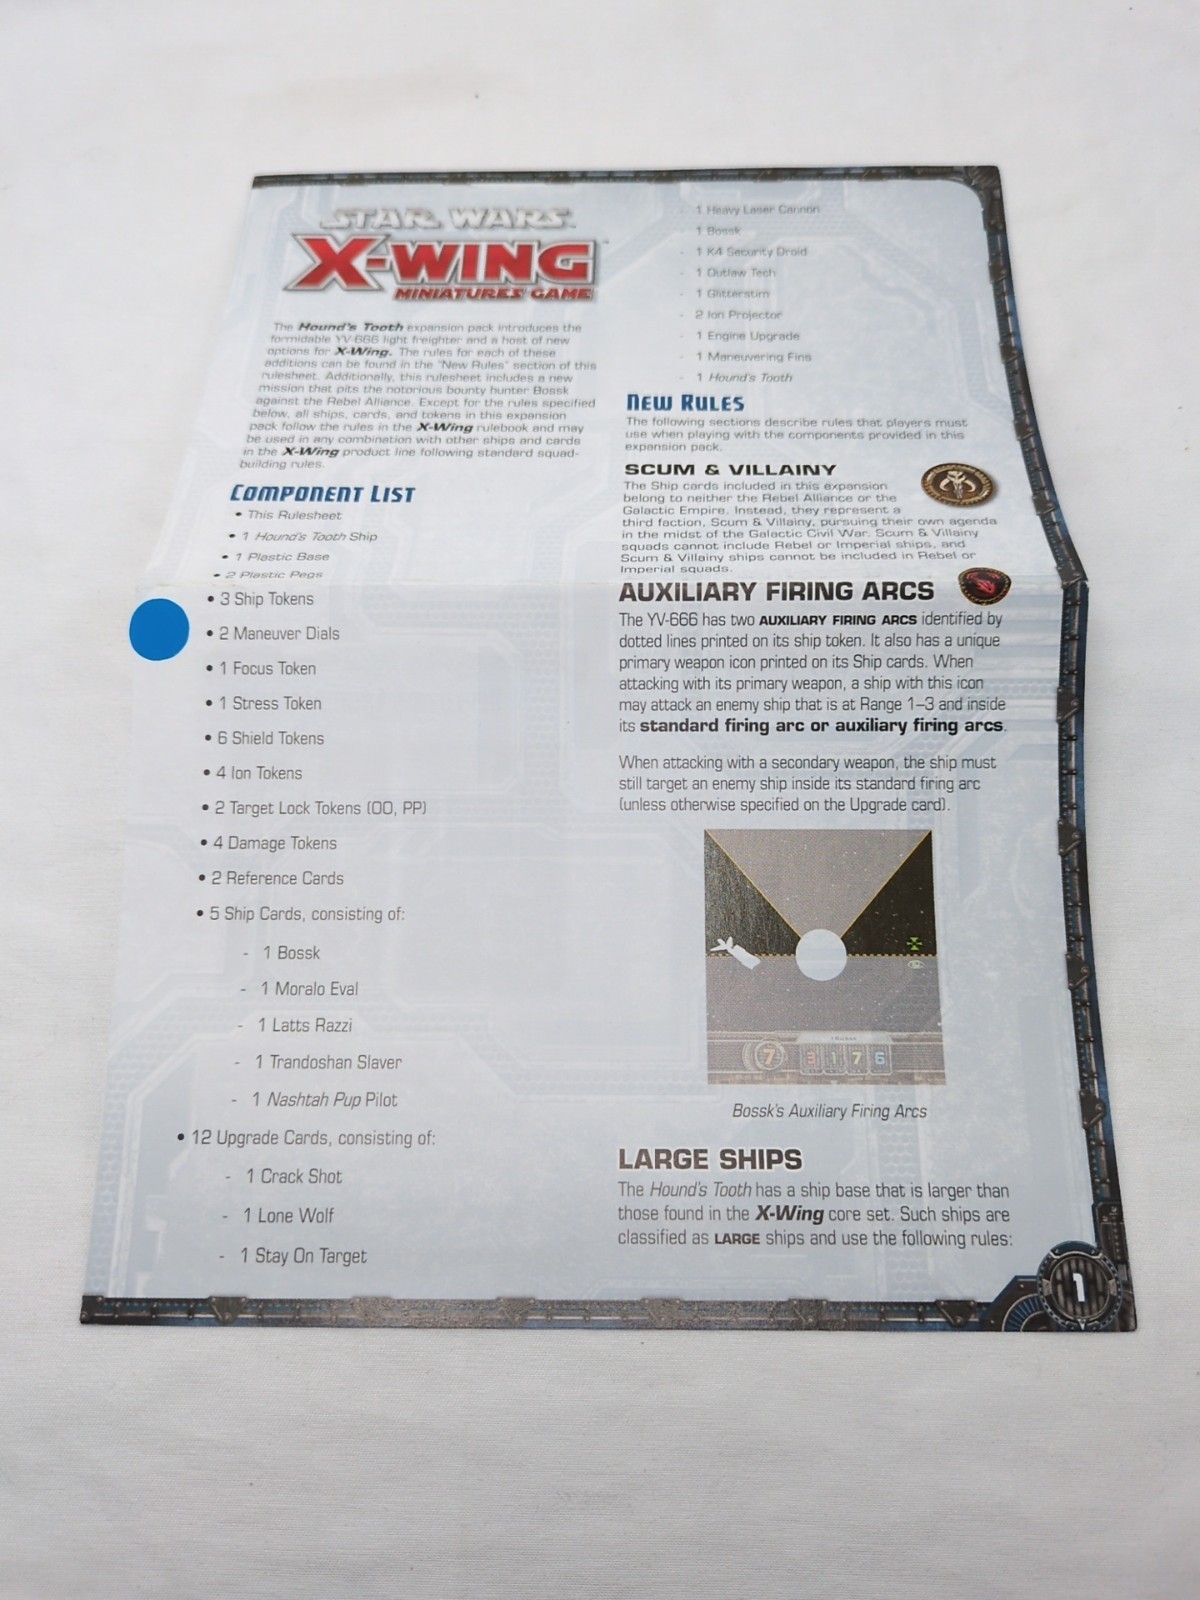 STAR WARS
X-WING™
MINIATURES GAME
The Hound's Tooth expansion pack introduces the
formidable YV-666 light freighter and a host of new
options for X-Wing. The rules for each of these
additions can be found in the "New Rules" section of this
rulesheet. Additionally, this rulesheet includes a new
mission that pits the notorious bounty hunter Bossk
against the Rebel Alliance. Except for the rules specified
below, all ships, cards, and tokens in this expansion
pack follow the rules in the X-Wing rulebook and may
be used in any combination with other ships and cards
in the X-Wing product line following standard squad-
building rules.
COMPONENT LIST
• This Rulesheet
• 1 Hound's Tooth Ship
• 1 Plastic Base
• 2 Plastic Pegs
• 3 Ship Tokens
• 2 Maneuver Dials
• 1 Focus Token
• 1 Stress Token
• 6 Shield Tokens
• 4 Ion Tokens
• 2 Target Lock Tokens (OO, PP)
• 4 Damage Tokens
• 2 Reference Cards
• 5 Ship Cards, consisting of:
- 1 Bossk
- 1 Moralo Eval
- 1 Latts Razzi
- 1 Trandoshan Slaver
- 1 Nashtah Pup Pilot
• 12 Upgrade Cards, consisting of:
- 1 Crack Shot
- 1 Lone Wolf
- 1 Stay On Target
- 1 Heavy Laser Cannon
- 1 Bossk
- 1 K4 Security Droid
- 1 Outlaw Tech
- 1 Glitterstim
- 2 Ion Projector
- 1 Engine Upgrade
- 1 Maneuvering Fins
- 1 Hound's Tooth
NEW RULES
The following sections describe rules that players must
use when playing with the components provided in this
expansion pack.
SCUM & VILLAINY
The Ship cards included in this expansion
belong to neither the Rebel Alliance or the
Galactic Empire. Instead, they represent a
third faction, Scum & Villainy, pursuing their own agenda
in the midst of the Galactic Civil War. Scum & Villainy
squads cannot include Rebel or Imperial ships, and
Scum & Villainy ships cannot be included in Rebel or
Imperial squads.
AUXILIARY FIRING ARCS
The YV-666 has two AUXILIARY FIRING ARCS identified by
dotted lines printed on its ship token. It also has a unique
primary weapon icon printed on its Ship cards. When
attacking with its primary weapon, a ship with this icon
may attack an enemy ship that is at Range 1–3 and inside
its standard firing arc or auxiliary firing arcs.
When attacking with a secondary weapon, the ship must
still target an enemy ship inside its standard firing arc
(unless otherwise specified on the Upgrade card).
7 3 1 7 6
Bossk's Auxiliary Firing Arcs
LARGE SHIPS
The Hound's Tooth has a ship base that is larger than
those found in the X-Wing core set. Such ships are
classified as LARGE ships and use the following rules:
1